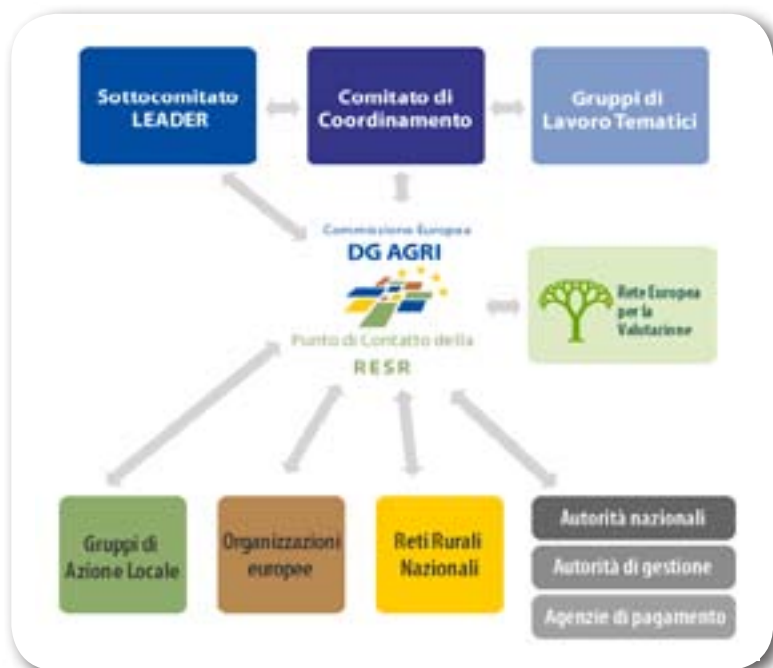 Sottocomitato
LEADER
Comitato di
Coordinamento
Gruppi di
Lavoro Tematici
Commissione Europea
DG AGRI
Punto di Contatto della
RESR
Rete Europea
per la
Valutazione
Gruppi di
Azione Locale
Organizzazioni
europee
Reti Rurali
Nazionali
Autorità nazionali
Autorità di gestione
Agenzie di pagamento